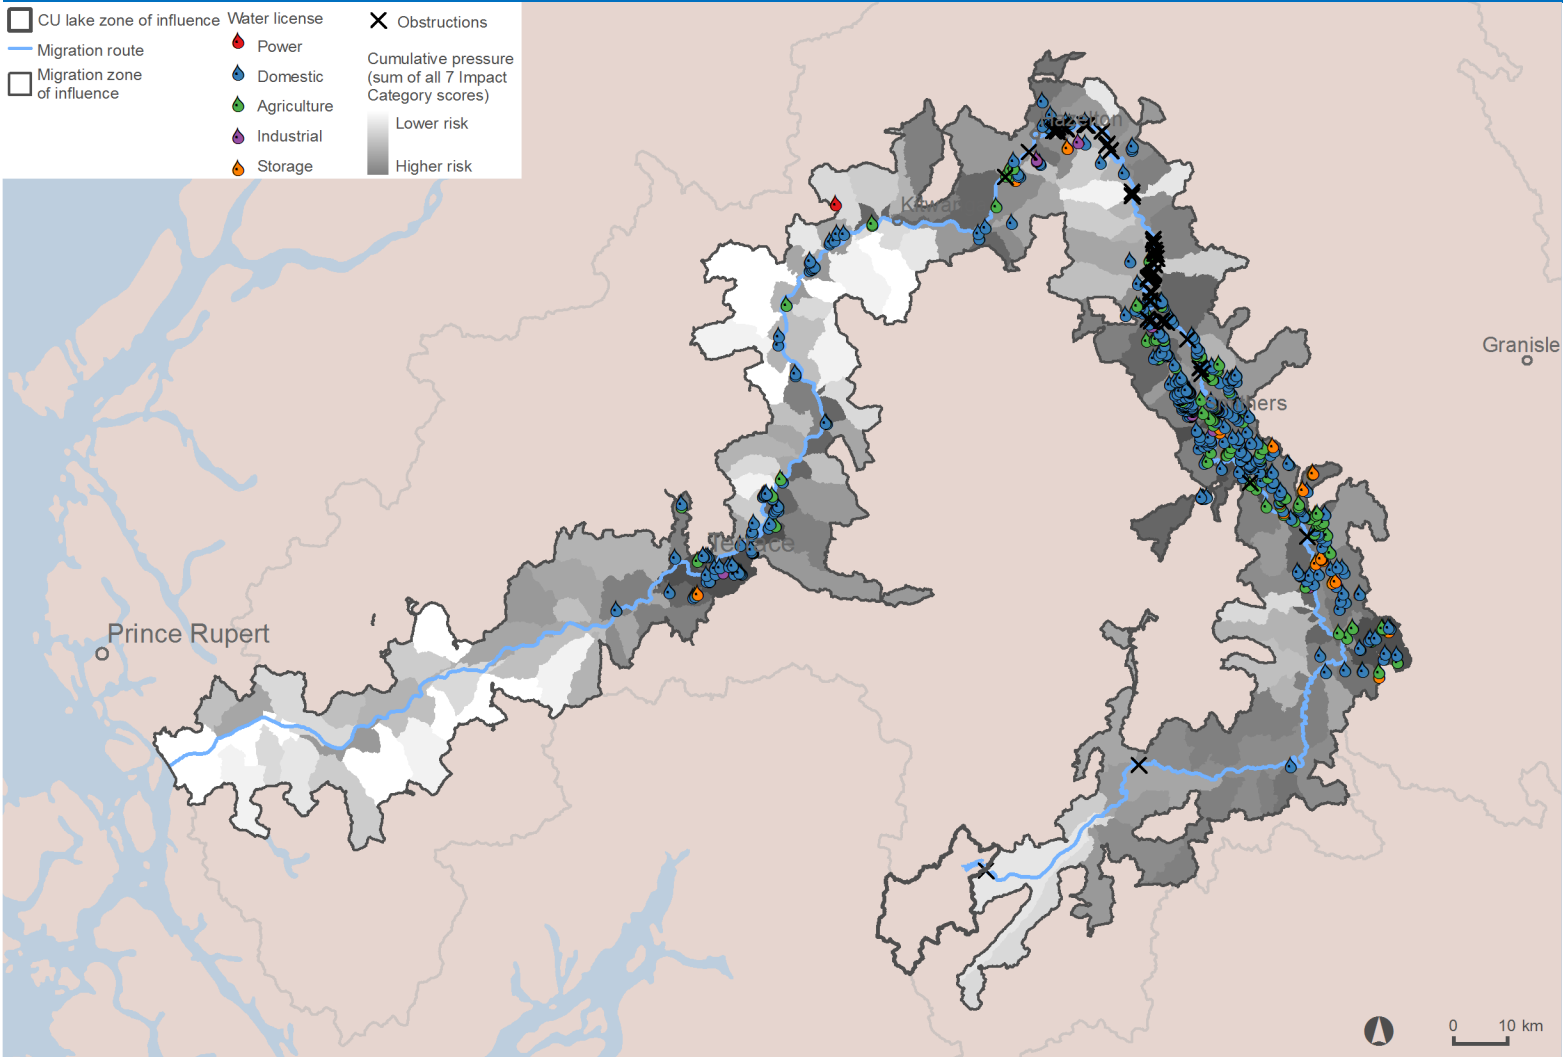 CU lake zone of influence
Migration route
Migration zone
of influence
Water license
Power
Domestic
Agriculture
Industrial
Storage
Obstructions
Cumulative pressure
(sum of all 7 Impact
Category scores)
Lower risk
Higher risk
Hazelton
Granisle
Terrace
Prince Rupert
0 10 km